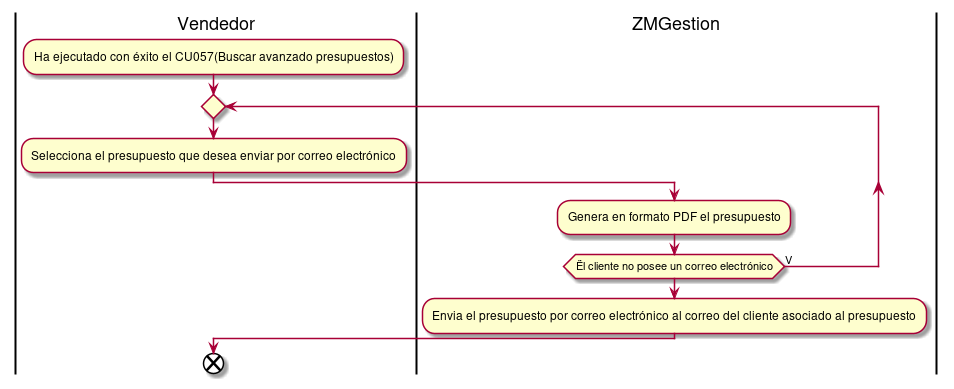 Vendedor
ZMGestion
Ha ejecutado con éxito el CU057(Buscar avanzado presupuestos)
Selecciona el presupuesto que desea enviar por correo electrónico
Genera en formato PDF el presupuesto
Ël cliente no posee un correo electrónico
V
Envia el presupuesto por correo electrónico al correo del cliente asociado al presupuesto